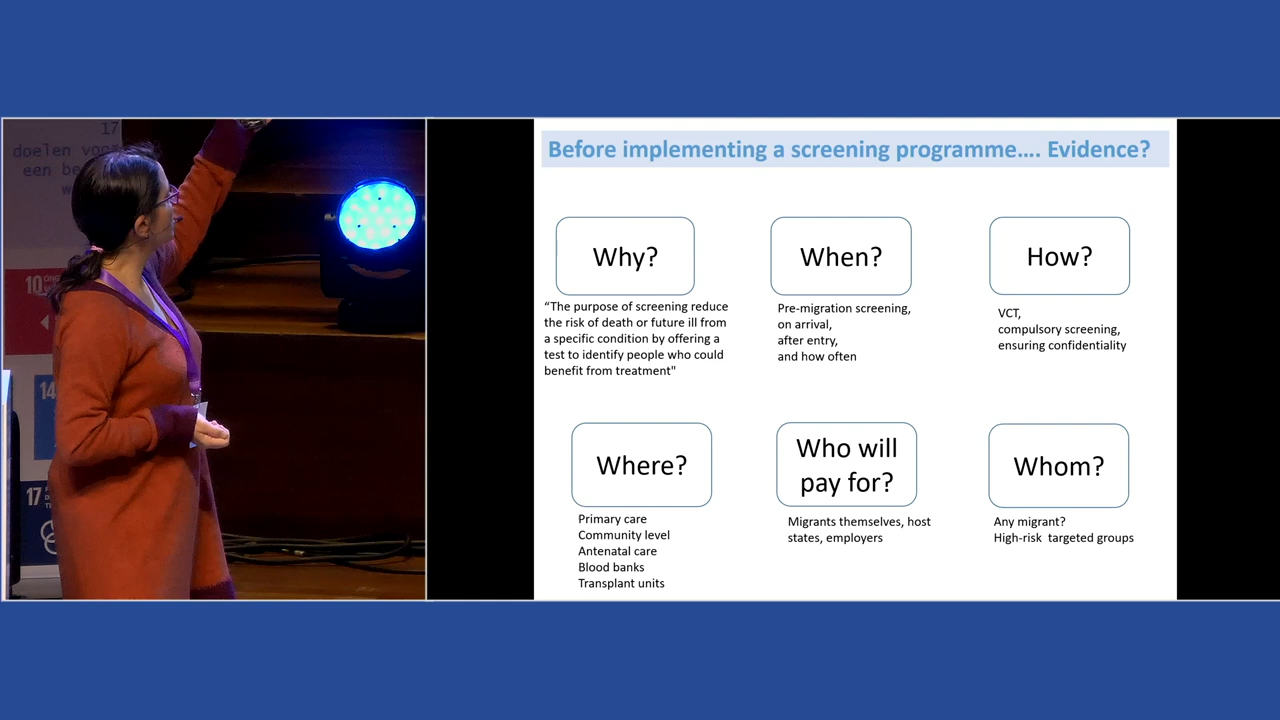 17
doelen voor
een be
w
10
14
17
Before implementing a screening programme.... Evidence?
Why?
“The purpose of screening reduce
the risk of death or future ill from
a specific condition by offering a
test to identify people who could
benefit from treatment"
When?
Pre-migration screening,
on arrival,
after entry,
and how often
How?
VCT,
compulsory screening,
ensuring confidentiality
Where?
Primary care
Community level
Antenatal care
Blood banks
Transplant units
Who will
pay for?
Migrants themselves, host
states, employers
Whom?
Any migrant?
High-risk targeted groups